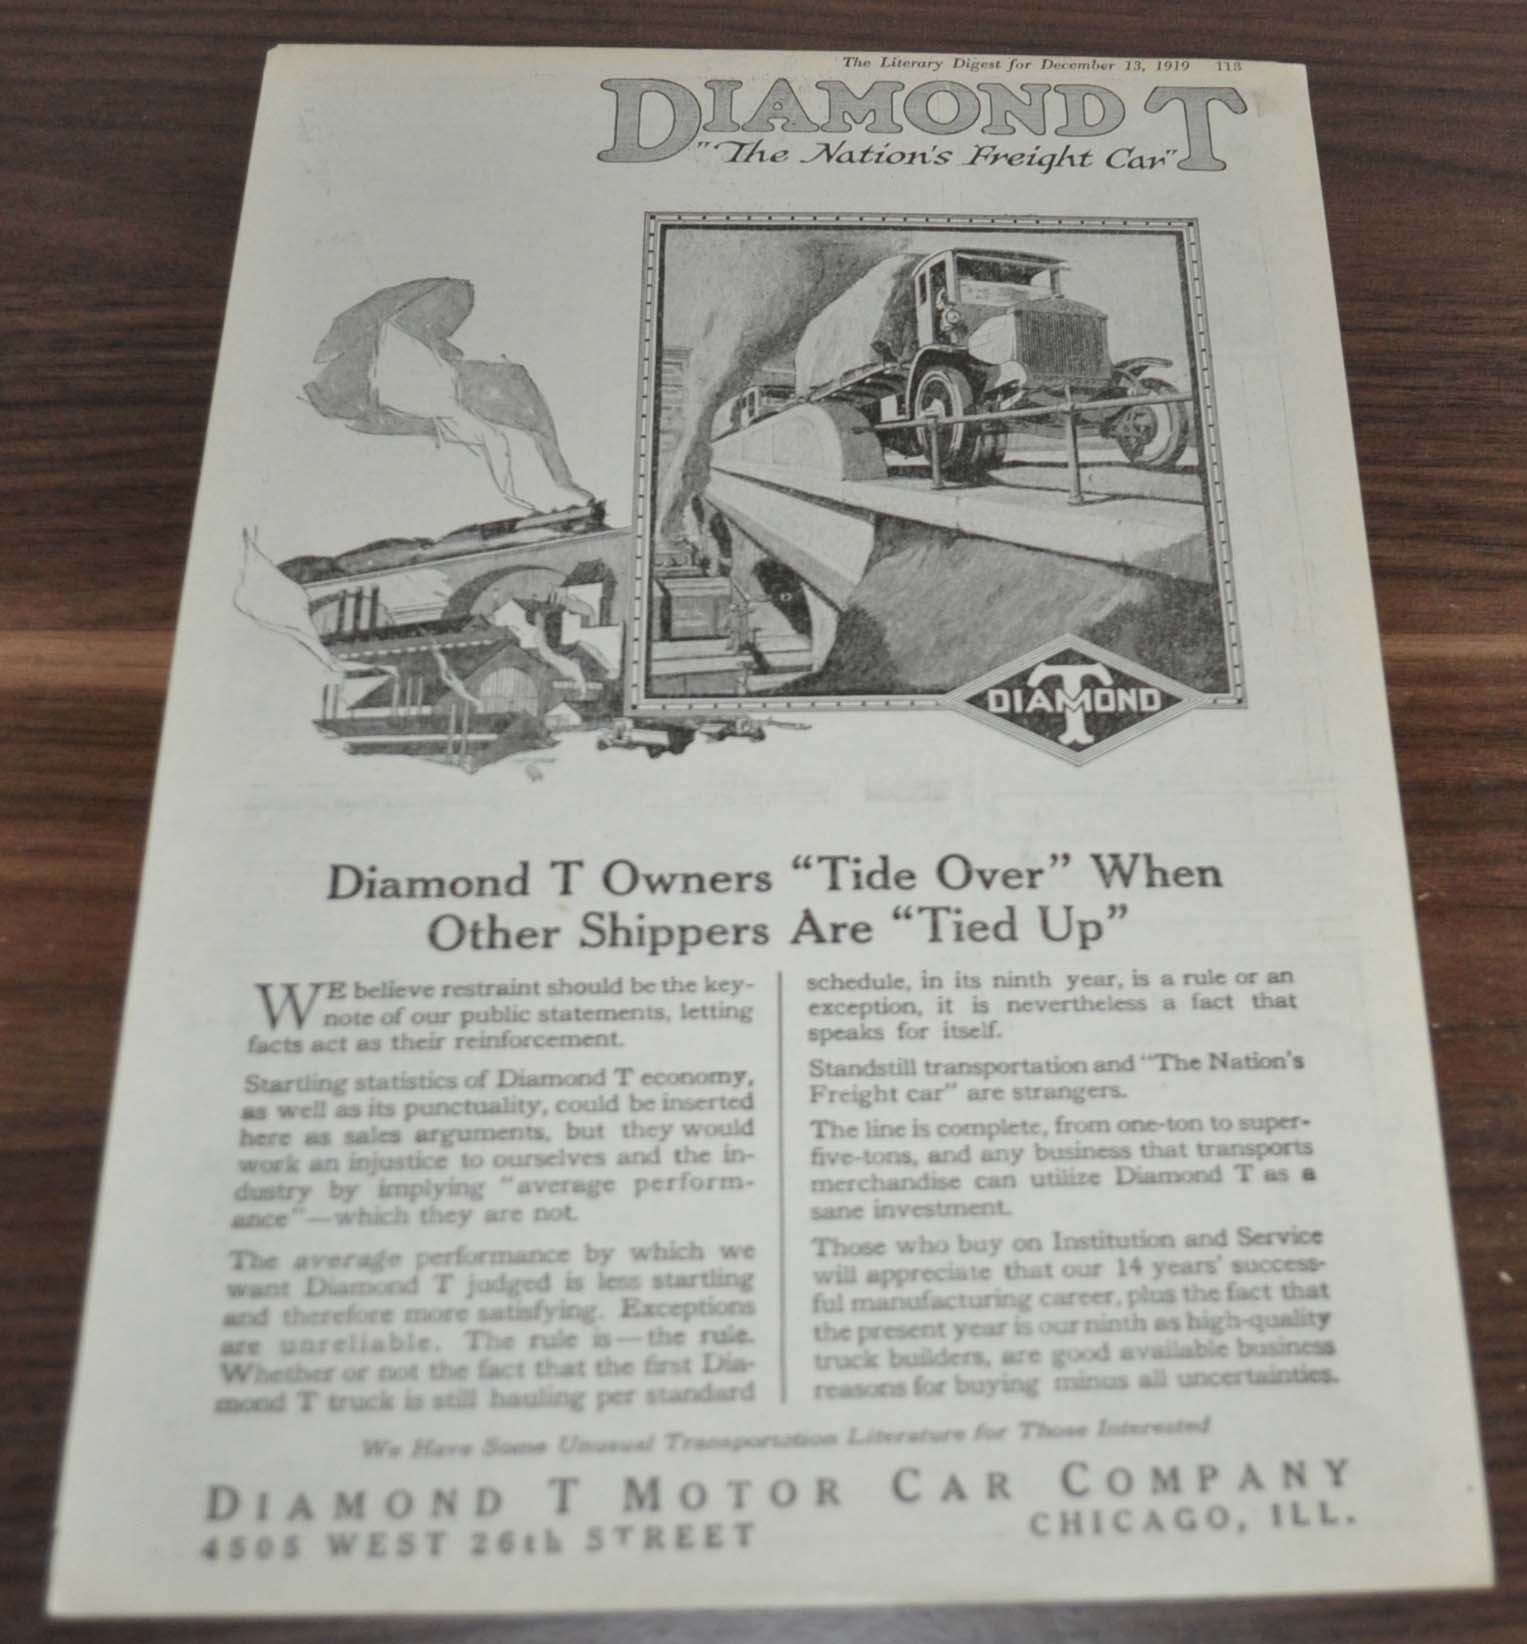 The Literary Digest for December 13, 1919 113
DIAMOND T
"The Nation's Freight Car"
DIAMOND T
Diamond T Owners “Tide Over” When
Other Shippers Are “Tied Up”
WE believe restraint should be the key-
note of our public statements, letting
facts act as their reinforcement.
Startling statistics of Diamond T economy,
as well as its punctuality, could be inserted
here as sales arguments, but they would
work an injustice to ourselves and the in-
dustry by implying “average perform-
ance”—which they are not.
The average performance by which we
want Diamond T judged is less startling
and therefore more satisfying. Exceptions
are unreliable. The rule is—the rule.
Whether or not the fact that the first Dia-
mond T truck is still hauling per standard
schedule, in its ninth year, is a rule or an
exception, it is nevertheless a fact that
speaks for itself.
Standstill transportation and “The Nation’s
Freight car” are strangers.
The line is complete, from one-ton to super-
five-tons, and any business that transports
merchandise can utilize Diamond T as a
sane investment.
Those who buy on Institution and Service
will appreciate that our 14 years’ success-
ful manufacturing career, plus the fact that
the present year is our ninth as high-quality
truck builders, are good available business
reasons for buying minus all uncertainties.
We Have Some Unusual Transportation Literature for Those Interested
DIAMOND T MOTOR CAR COMPANY
4505 WEST 26th STREET CHICAGO, ILL.